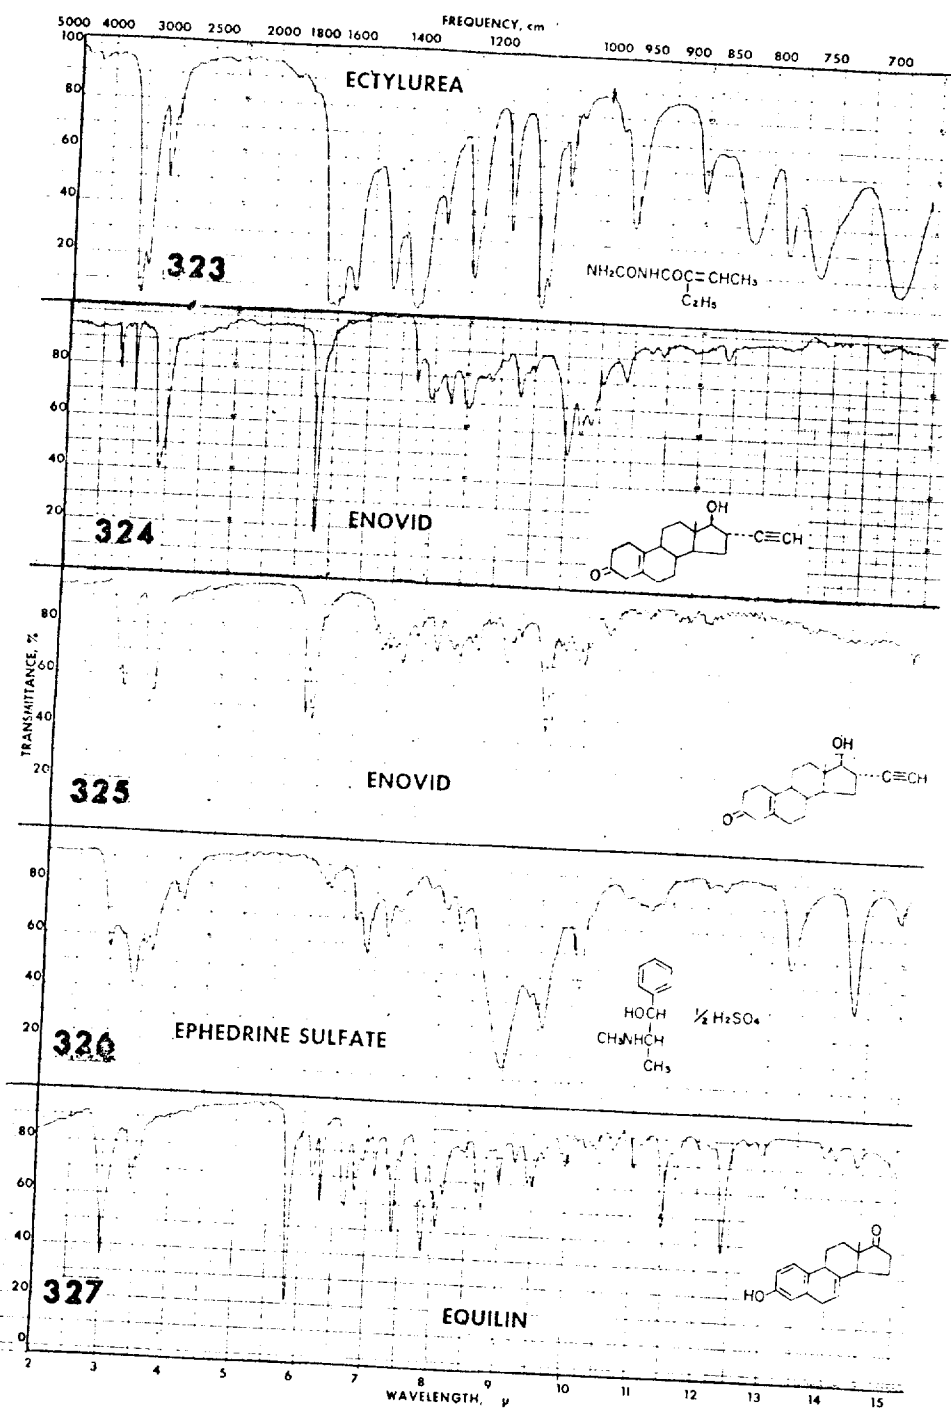 FREQUENCY, cm
5000 4000 3000 2500 2000 1800 1600 1400 1200 1000 950 900 850 800 750 700
100
80
60
40
20
ECTYLUREA
323
NH₂CONHCOC=CHCH₃
C₂H₅
80
60
40
20
324
ENOVID
OH
C≡CH
O
80
60
40
20
TRANSMITTANCE, %
325
ENOVID
OH
C≡CH
O
80
60
40
20
326
EPHEDRINE SULFATE
HOCH ½ H₂SO₄
CH₃NHCH
CH₃
80
60
40
20
0
327
EQUILIN
O
HO
2 3 4 5 6 7 8 9 10 11 12 13 14 15
WAVELENGTH, μ